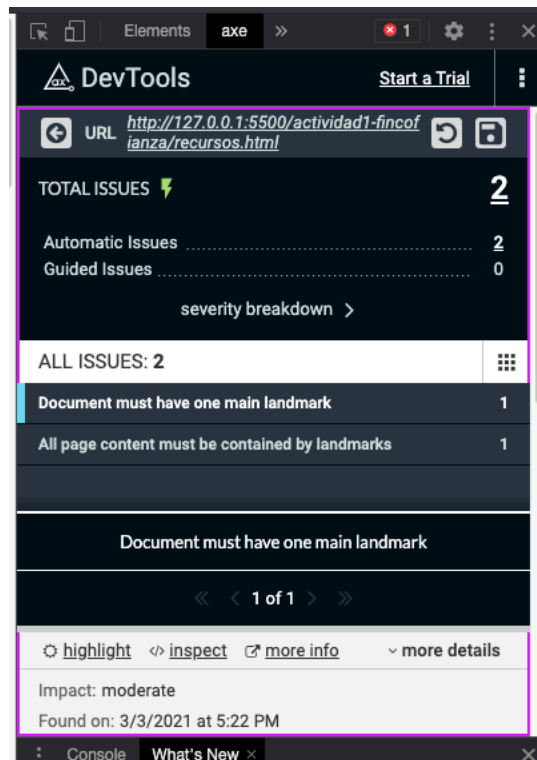 Elements axe » 1
DevTools Start a Trial
URL http://127.0.0.1:5500/actividad1-fincof
ianza/recursos.html
TOTAL ISSUES 2
Automatic Issues 2
Guided Issues 0
severity breakdown >
ALL ISSUES: 2
Document must have one main landmark 1
All page content must be contained by landmarks 1
Document must have one main landmark
« < 1 of 1 > »
highlight </> inspect more info more details
Impact: moderate
Found on: 3/3/2021 at 5:22 PM
Console What's New ×